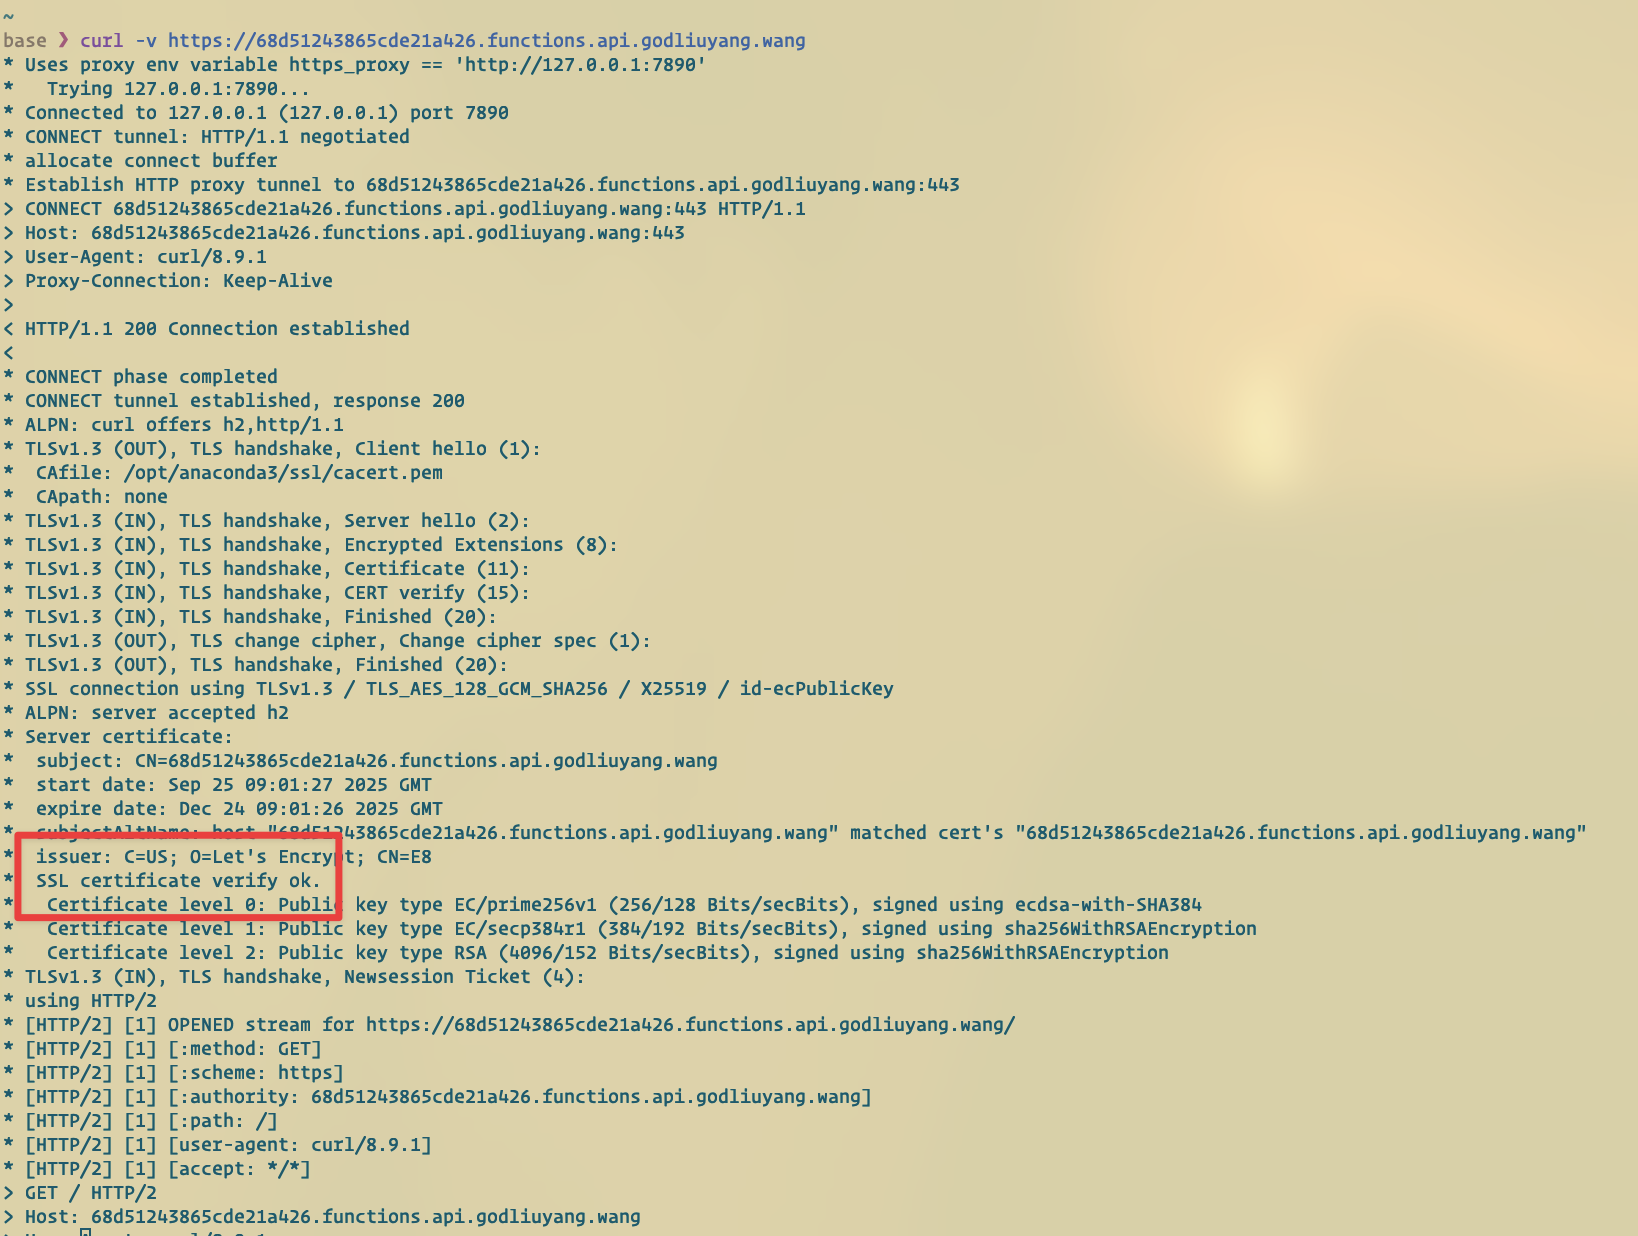 ~
base ❯ curl -v https://68d51243865cde21a426.functions.api.godliuyang.wang
* Uses proxy env variable https_proxy == 'http://127.0.0.1:7890'
*   Trying 127.0.0.1:7890...
* Connected to 127.0.0.1 (127.0.0.1) port 7890
* CONNECT tunnel: HTTP/1.1 negotiated
* allocate connect buffer
* Establish HTTP proxy tunnel to 68d51243865cde21a426.functions.api.godliuyang.wang:443
> CONNECT 68d51243865cde21a426.functions.api.godliuyang.wang:443 HTTP/1.1
> Host: 68d51243865cde21a426.functions.api.godliuyang.wang:443
> User-Agent: curl/8.9.1
> Proxy-Connection: Keep-Alive
>
< HTTP/1.1 200 Connection established
<
* CONNECT phase completed
* CONNECT tunnel established, response 200
* ALPN: curl offers h2,http/1.1
* TLSv1.3 (OUT), TLS handshake, Client hello (1):
*  CAfile: /opt/anaconda3/ssl/cacert.pem
*  CApath: none
* TLSv1.3 (IN), TLS handshake, Server hello (2):
* TLSv1.3 (IN), TLS handshake, Encrypted Extensions (8):
* TLSv1.3 (IN), TLS handshake, Certificate (11):
* TLSv1.3 (IN), TLS handshake, CERT verify (15):
* TLSv1.3 (IN), TLS handshake, Finished (20):
* TLSv1.3 (OUT), TLS change cipher, Change cipher spec (1):
* TLSv1.3 (OUT), TLS handshake, Finished (20):
* SSL connection using TLSv1.3 / TLS_AES_128_GCM_SHA256 / X25519 / id-ecPublicKey
* ALPN: server accepted h2
* Server certificate:
*  subject: CN=68d51243865cde21a426.functions.api.godliuyang.wang
*  start date: Sep 25 09:01:27 2025 GMT
*  expire date: Dec 24 09:01:26 2025 GMT
*  subjectAltName: host "68d51243865cde21a426.functions.api.godliuyang.wang" matched cert's "68d51243865cde21a426.functions.api.godliuyang.wang"
*  issuer: C=US; O=Let's Encrypt; CN=E8
*  SSL certificate verify ok.
*   Certificate level 0: Public key type EC/prime256v1 (256/128 Bits/secBits), signed using ecdsa-with-SHA384
*   Certificate level 1: Public key type EC/secp384r1 (384/192 Bits/secBits), signed using sha256WithRSAEncryption
*   Certificate level 2: Public key type RSA (4096/152 Bits/secBits), signed using sha256WithRSAEncryption
* TLSv1.3 (IN), TLS handshake, Newsession Ticket (4):
* using HTTP/2
* [HTTP/2] [1] OPENED stream for https://68d51243865cde21a426.functions.api.godliuyang.wang/
* [HTTP/2] [1] [:method: GET]
* [HTTP/2] [1] [:scheme: https]
* [HTTP/2] [1] [:authority: 68d51243865cde21a426.functions.api.godliuyang.wang]
* [HTTP/2] [1] [:path: /]
* [HTTP/2] [1] [user-agent: curl/8.9.1]
* [HTTP/2] [1] [accept: */*]
> GET / HTTP/2
> Host: 68d51243865cde21a426.functions.api.godliuyang.wang